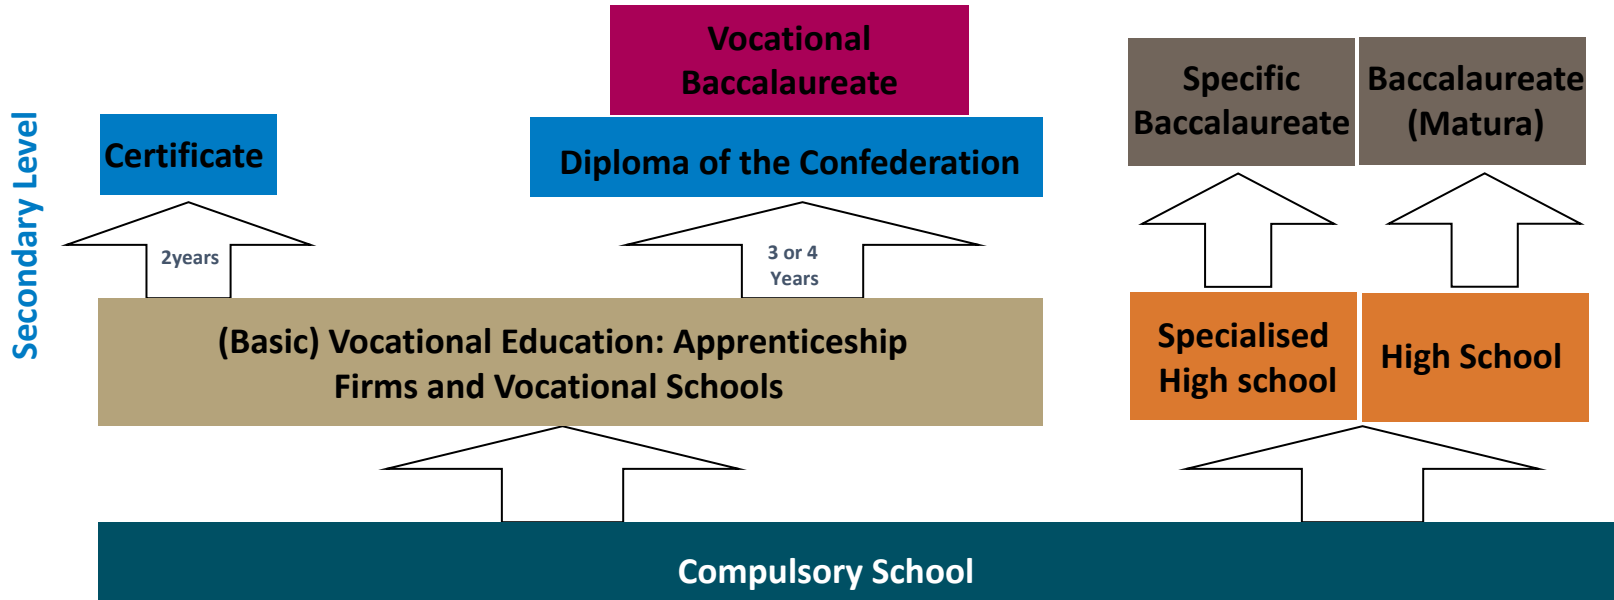 Vocational
Baccalaureate
Specific
Baccalaureate
Baccalaureate
(Matura)
Secondary Level
Certificate
Diploma of the Confederation
2years
3 or 4
Years
(Basic) Vocational Education: Apprenticeship
Firms and Vocational Schools
Specialised
High school
High School
Compulsory School